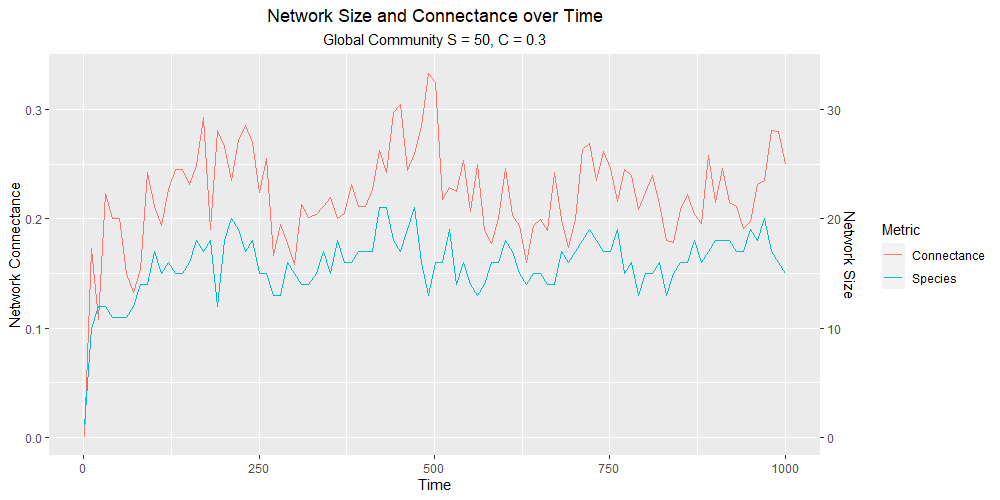 Network Size and Connectance over Time
Global Community S = 50, C = 0.3
Network Connectance
0.3
0.2
0.1
0.0
30
20
10
0
Network Size
0
250
500
750
1000
Time
Metric
Connectance
Species